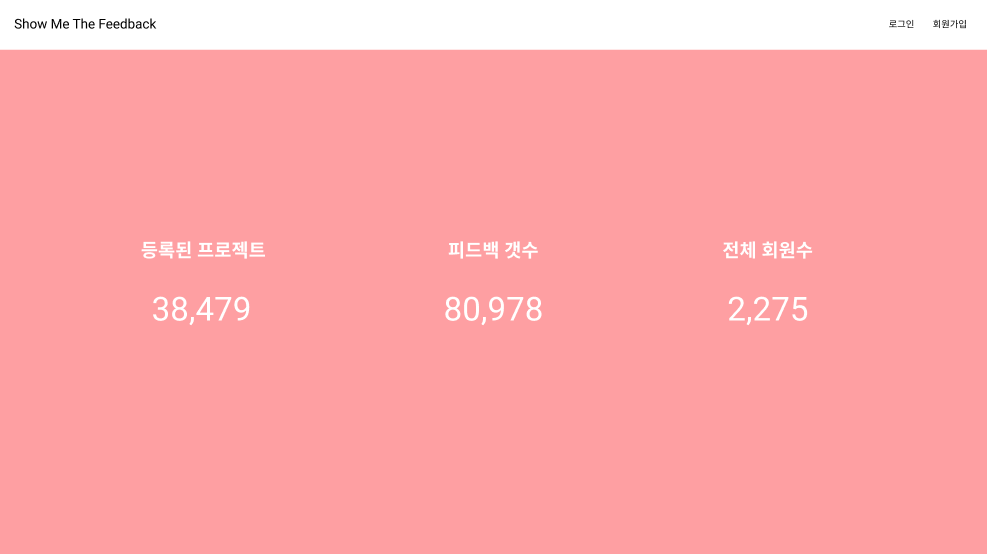 Show Me The Feedback
로그인 회원가입
등록된 프로젝트
38,479
피드백 갯수
80,978
전체 회원수
2,275